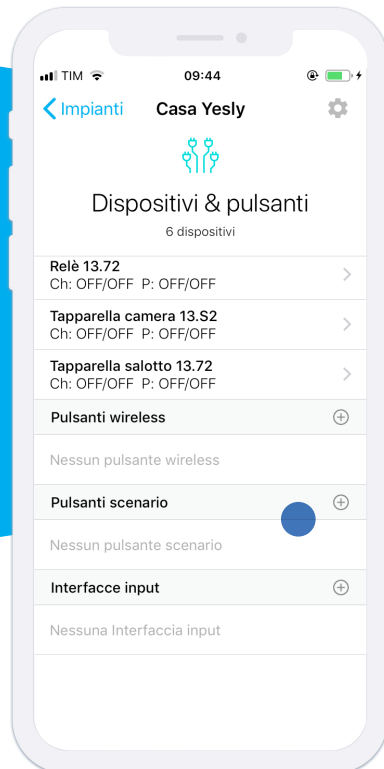 TIM 09:44
Impianti Casa Yesly
Dispositivi & pulsanti
6 dispositivi
Relè 13.72
Ch: OFF/OFF P: OFF/OFF
Tapparella camera 13.S2
Ch: OFF/OFF P: OFF/OFF
Tapparella salotto 13.72
Ch: OFF/OFF P: OFF/OFF
Pulsanti wireless
Nessun pulsante wireless
Pulsanti scenario
Nessun pulsante scenario
Interfacce input
Nessuna Interfaccia input